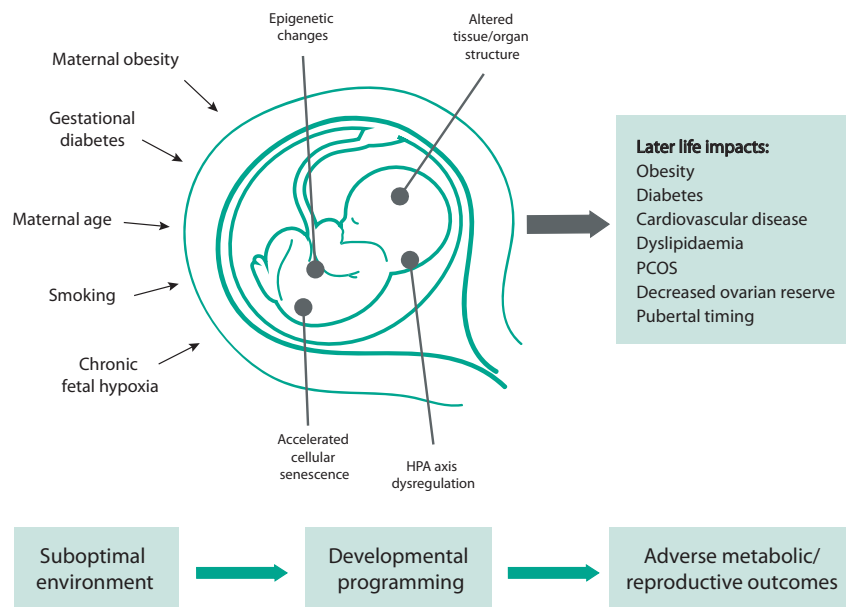 Epigenetic
changes
Altered
tissue/organ
structure
Maternal obesity
Gestational
diabetes
Maternal age
Smoking
Chronic
fetal hypoxia
Accelerated
cellular
senescence
HPA axis
dysregulation
Later life impacts:
Obesity
Diabetes
Cardiovascular disease
Dyslipidaemia
PCOS
Decreased ovarian reserve
Pubertal timing
Suboptimal
environment
Developmental
programming
Adverse metabolic/
reproductive outcomes